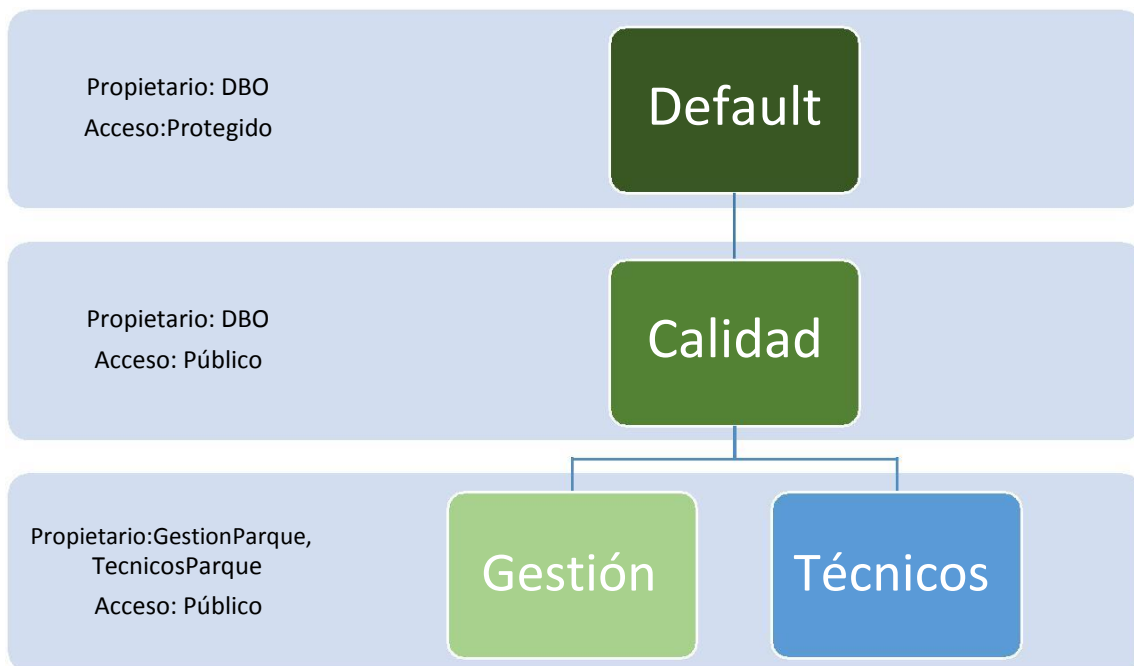 Propietario: DBO
Acceso:Protegido
Default
Propietario: DBO
Acceso: Público
Calidad
Propietario:GestionParque,
TecnicosParque
Acceso: Público
Gestión
Técnicos